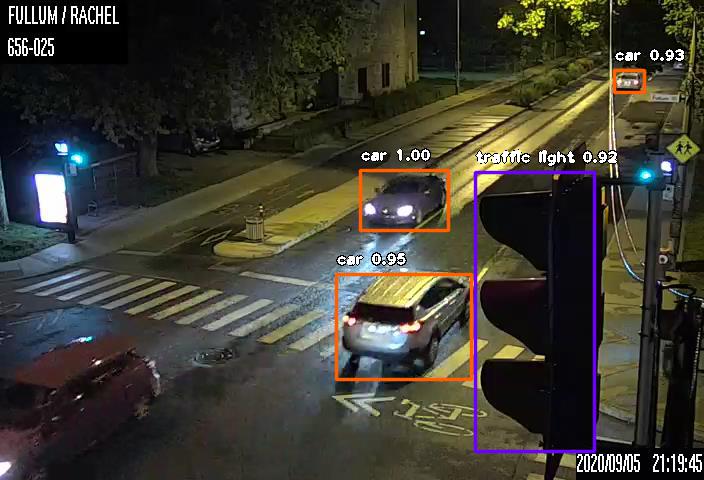 FULLUM / RACHEL
656-025
car 0.93
car 1.00
traffic light 0.92
car 0.95
2020/09/05 21:19:45